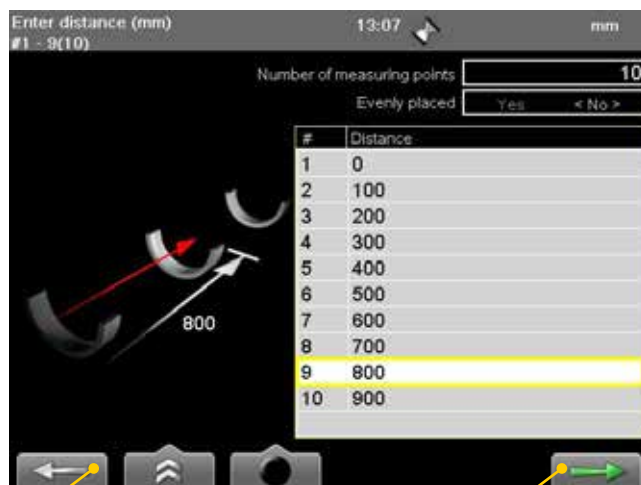 Enter distance (mm) 13:07 mm
#1 - 9(10)
Number of measuring points 10
Evenly placed Yes < No >
# Distance
1 0
2 100
3 200
4 300
5 400
6 500
7 600
8 700
9 800
10 900
800